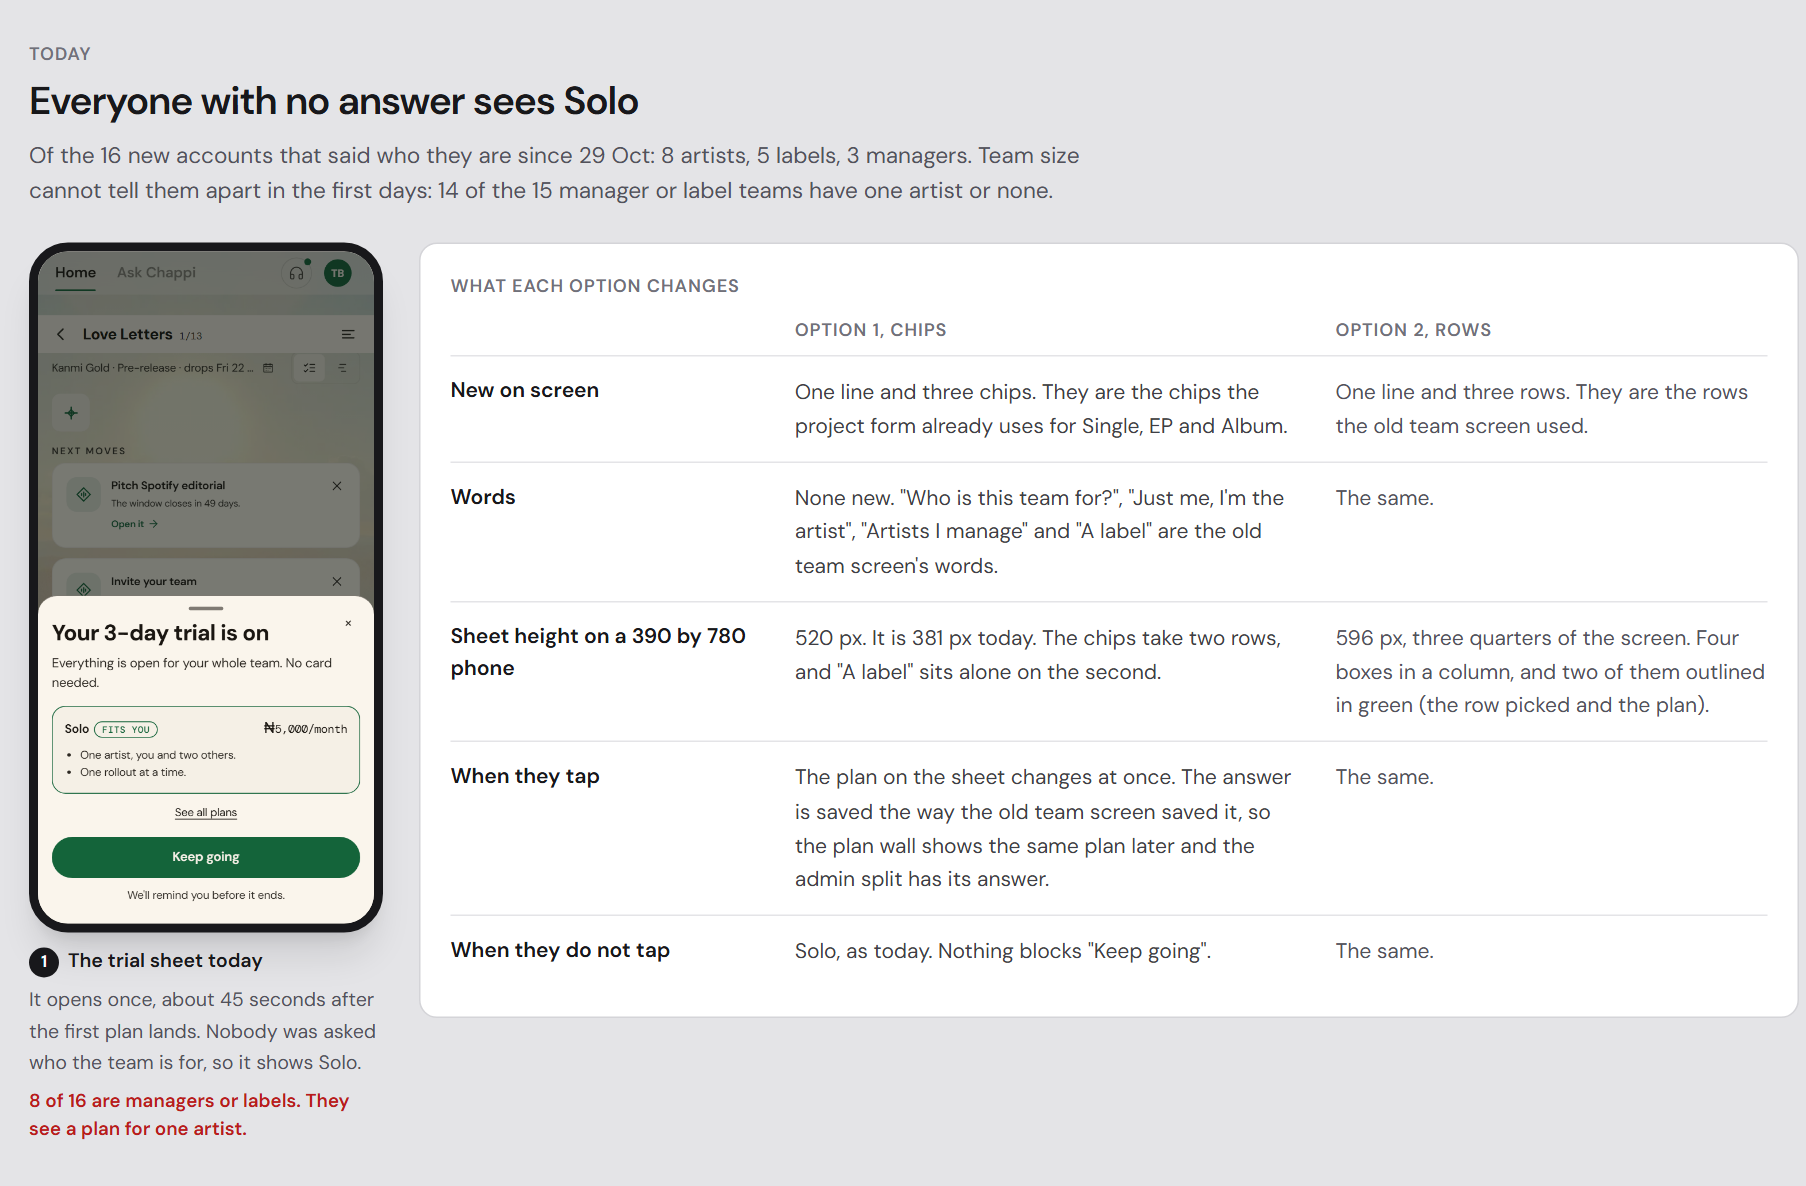 TODAY
Everyone with no answer sees Solo
Of the 16 new accounts that said who they are since 29 Oct: 8 artists, 5 labels, 3 managers. Team size
cannot tell them apart in the first days: 14 of the 15 manager or label teams have one artist or none.
Home Ask Chappi TB
Love Letters 1/13
Kanmi Gold · Pre-release · drops Fri 22 ...
NEXT MOVES
Pitch Spotify editorial
The window closes in 49 days.
Open it →
Invite your team
Your 3-day trial is on
Everything is open for your whole team. No card
needed.
Solo FITS YOU ₦5,000/month
• One artist, you and two others.
• One rollout at a time.
See all plans
Keep going
We'll remind you before it ends.
1 The trial sheet today
It opens once, about 45 seconds after
the first plan lands. Nobody was asked
who the team is for, so it shows Solo.
8 of 16 are managers or labels. They
see a plan for one artist.
WHAT EACH OPTION CHANGES
OPTION 1, CHIPS OPTION 2, ROWS
New on screen
One line and three chips. They are the chips the
project form already uses for Single, EP and Album.
One line and three rows. They are the rows
the old team screen used.
Words
None new. "Who is this team for?", "Just me, I'm the
artist", "Artists I manage" and "A label" are the old
team screen's words.
The same.
Sheet height on a 390 by 780
phone
520 px. It is 381 px today. The chips take two rows,
and "A label" sits alone on the second.
596 px, three quarters of the screen. Four
boxes in a column, and two of them outlined
in green (the row picked and the plan).
When they tap
The plan on the sheet changes at once. The answer
is saved the way the old team screen saved it, so
the plan wall shows the same plan later and the
admin split has its answer.
The same.
When they do not tap
Solo, as today. Nothing blocks "Keep going".
The same.